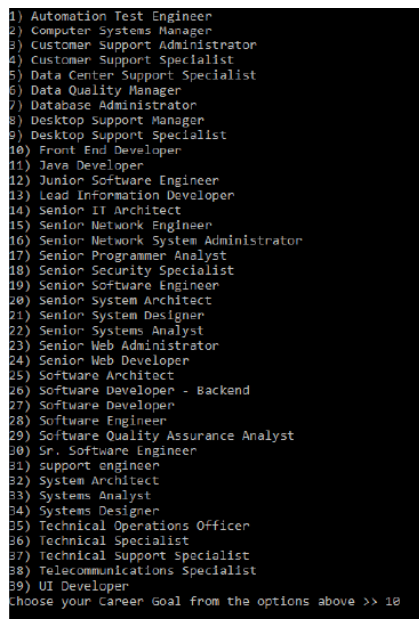 1) Automation Test Engineer
2) Computer Systems Manager
3) Customer Support Administrator
4) Customer Support Specialist
5) Data Center Support Specialist
6) Data Quality Manager
7) Database Administrator
8) Desktop Support Manager
9) Desktop Support Specialist
10) Front End Developer
11) Java Developer
12) Junior Software Engineer
13) Lead Information Developer
14) Senior IT Architect
15) Senior Network Engineer
16) Senior Network System Administrator
17) Senior Programmer Analyst
18) Senior Security Specialist
19) Senior Software Engineer
20) Senior System Architect
21) Senior System Designer
22) Senior Systems Analyst
23) Senior Web Administrator
24) Senior Web Developer
25) Software Architect
26) Software Developer - Backend
27) Software Developer
28) Software Engineer
29) Software Quality Assurance Analyst
30) Sr. Software Engineer
31) support engineer
32) System Architect
33) Systems Analyst
34) Systems Designer
35) Technical Operations Officer
36) Technical Specialist
37) Technical Support Specialist
38) Telecommunications Specialist
39) UI Developer
Choose your Career Goal from the options above >> 10